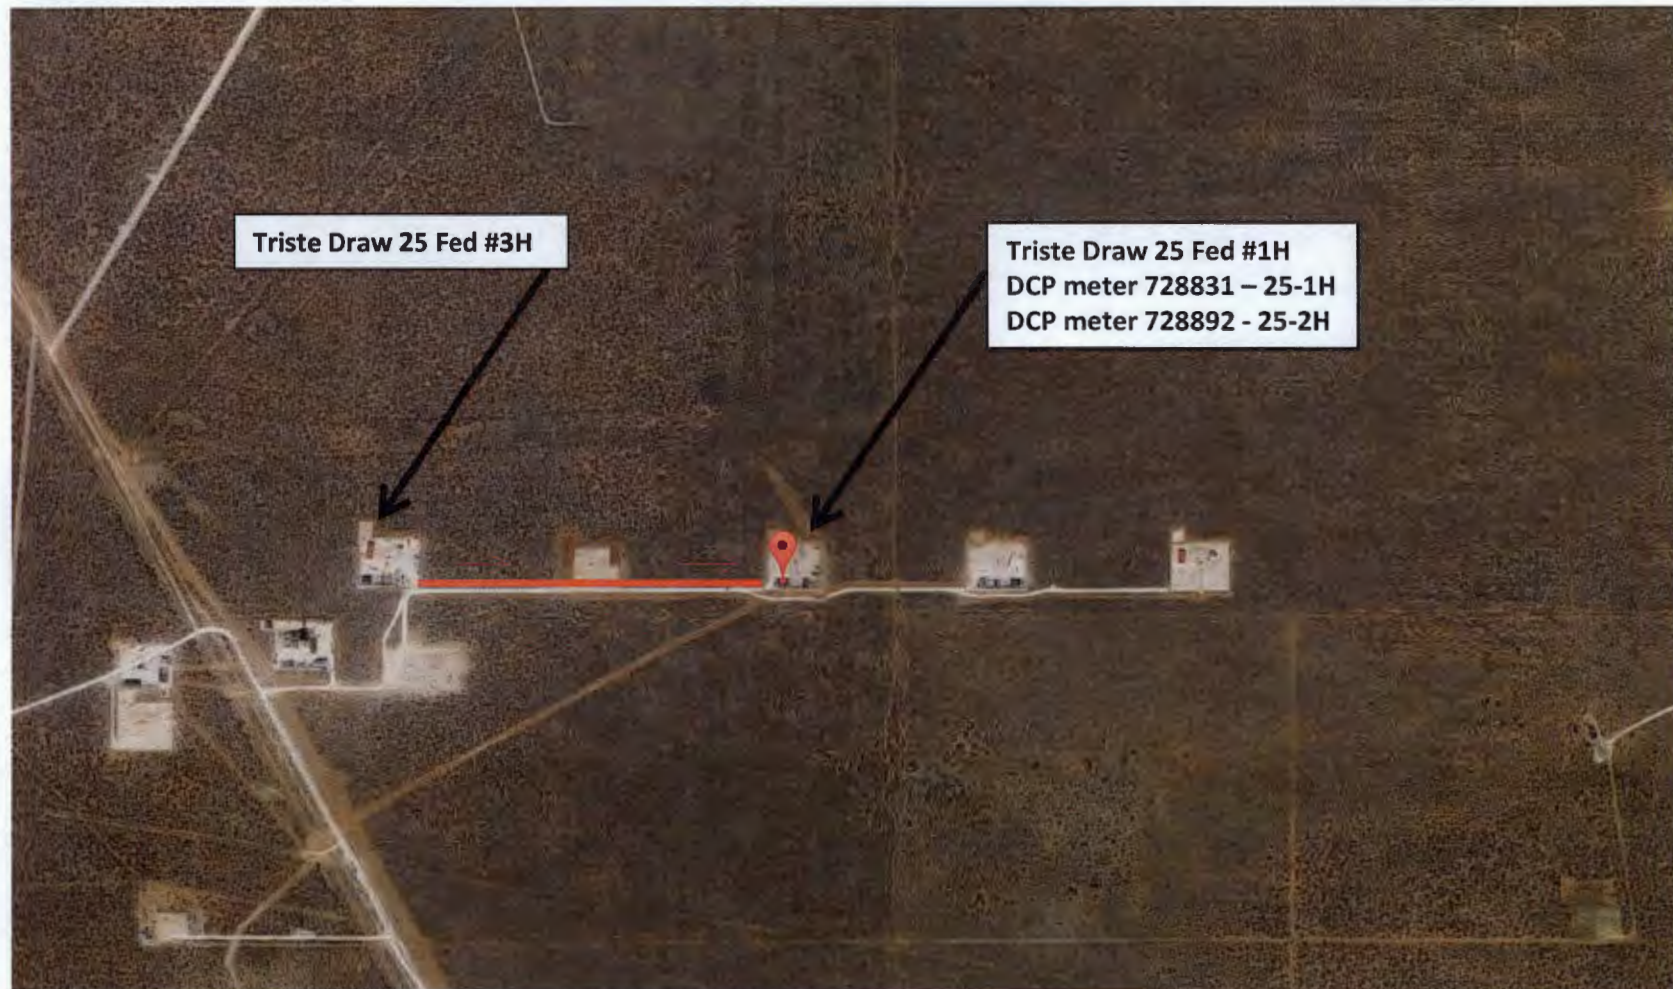 Triste Draw 25 Fed #3H
Triste Draw 25 Fed #1H
DCP meter 728831 – 25-1H
DCP meter 728892 - 25-2H